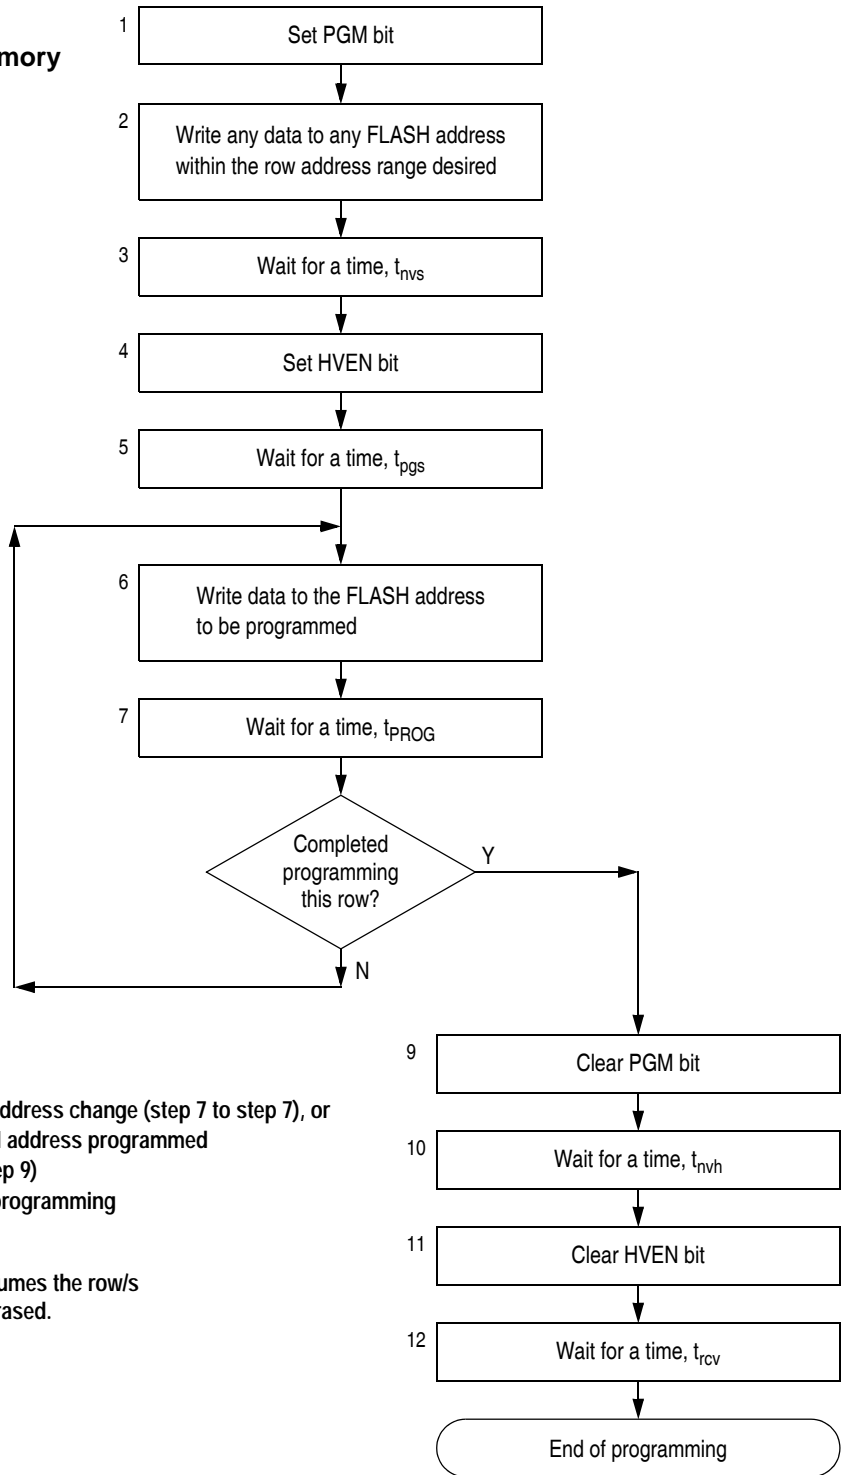 1
Set PGM bit
mory
2
Write any data to any FLASH address
within the row address range desired
3
Wait for a time, tnvs
4
Set HVEN bit
5
Wait for a time, tpgs
6
Write data to the FLASH address
to be programmed
7
Wait for a time, tPROG
Completed
programming
this row?
Y
N
9
Clear PGM bit
ddress change (step 7 to step 7), or
address programmed
ep 9)
programming
10
Wait for a time, tnvh
11
Clear HVEN bit
umes the row/s
ased.
12
Wait for a time, trcv
End of programming